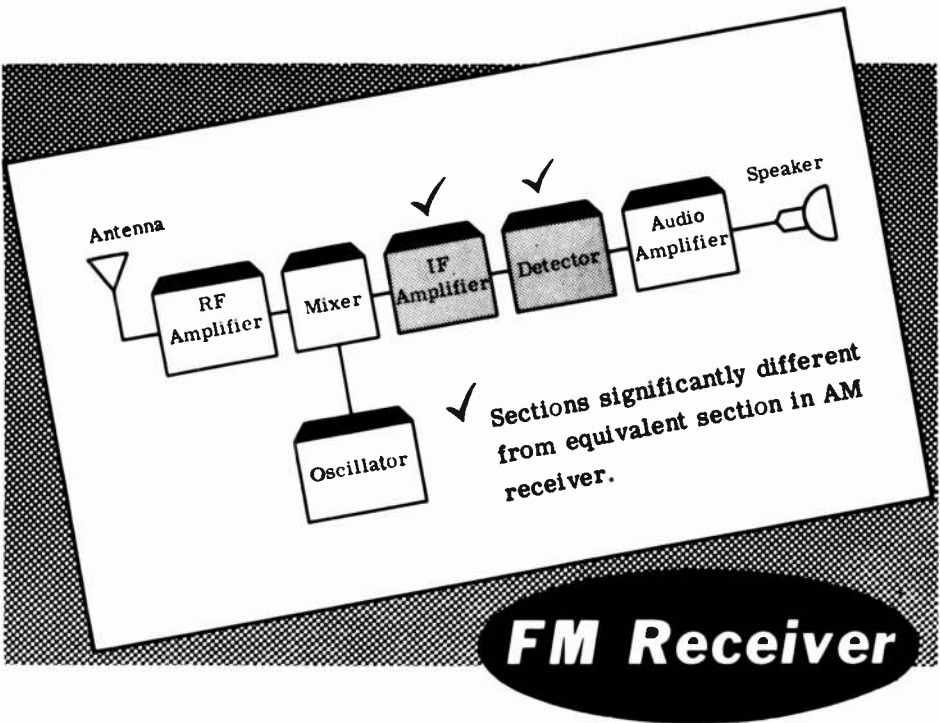 Antenna
RF
Amplifier
Mixer
Oscillator
IF
Amplifier
Detector
Audio
Amplifier
Speaker
Sections significantly different
from equivalent section in AM
receiver.
FM Receiver